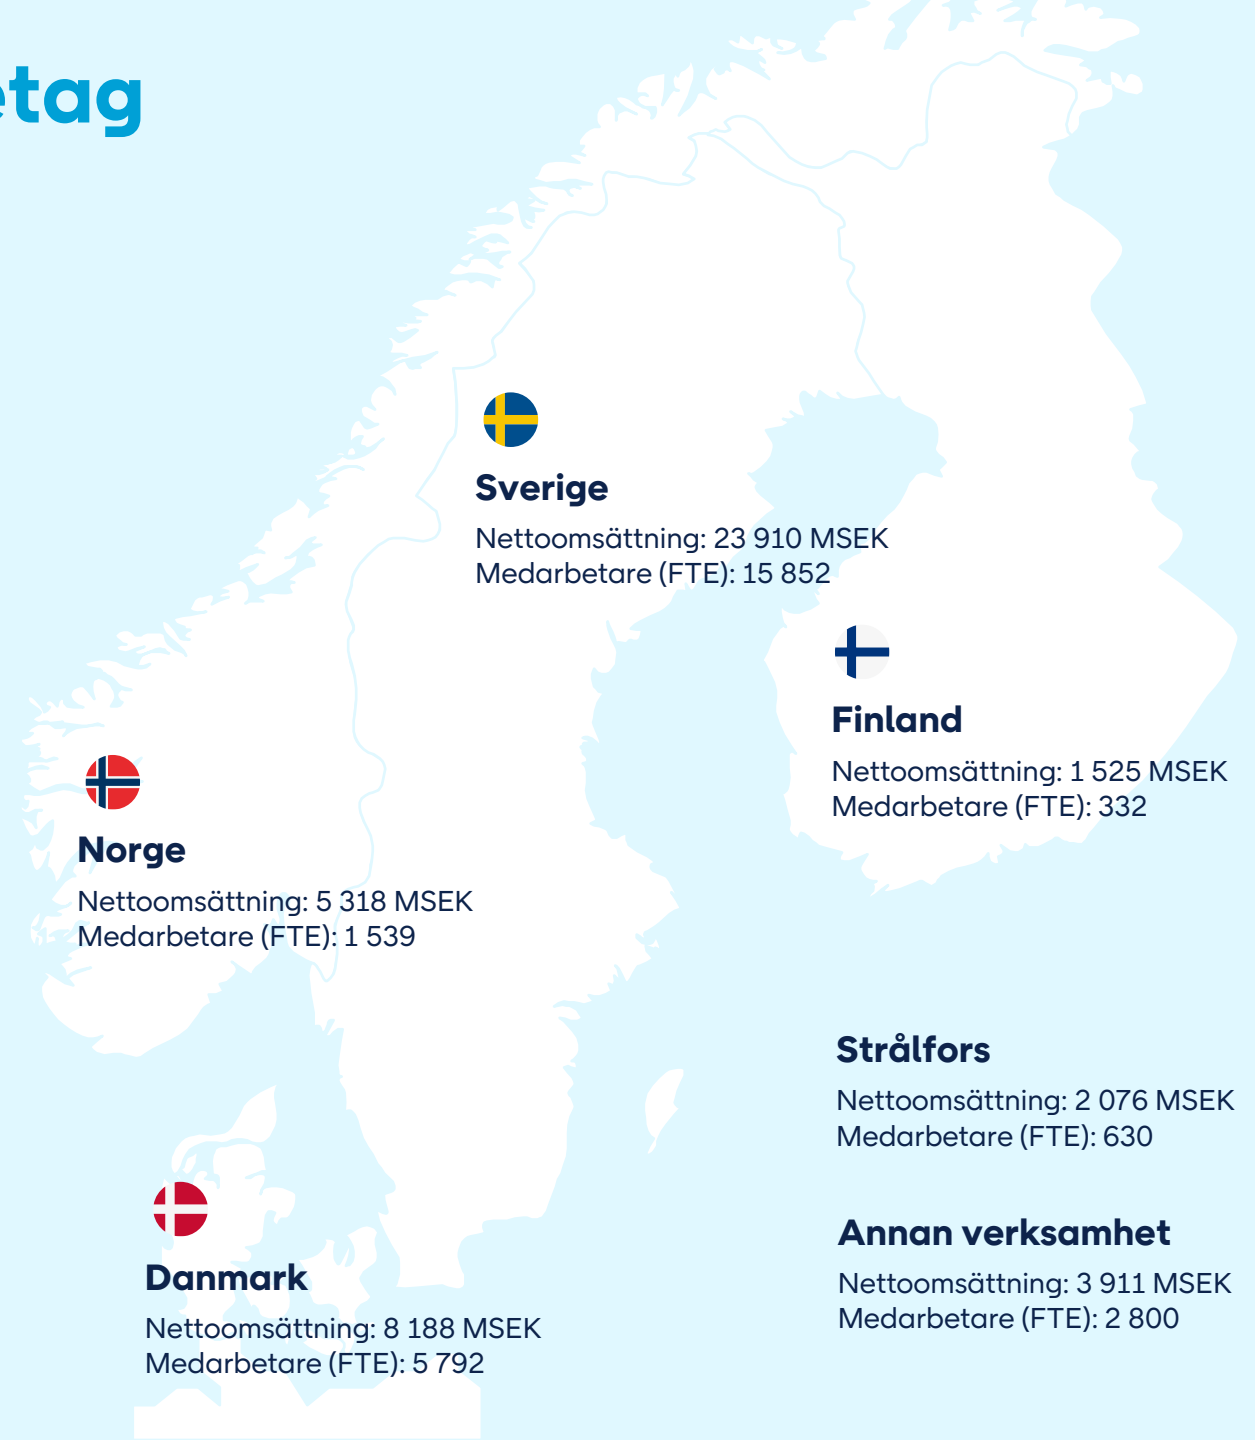 etag
Sverige
Nettoomsättning: 23 910 MSEK
Medarbetare (FTE): 15 852
Finland
Nettoomsättning: 1 525 MSEK
Medarbetare (FTE): 332
Norge
Nettoomsättning: 5 318 MSEK
Medarbetare (FTE): 1 539
Strålfors
Nettoomsättning: 2 076 MSEK
Medarbetare (FTE): 630
Annan verksamhet
Nettoomsättning: 3 911 MSEK
Medarbetare (FTE): 2 800
Danmark
Nettoomsättning: 8 188 MSEK
Medarbetare (FTE): 5 792